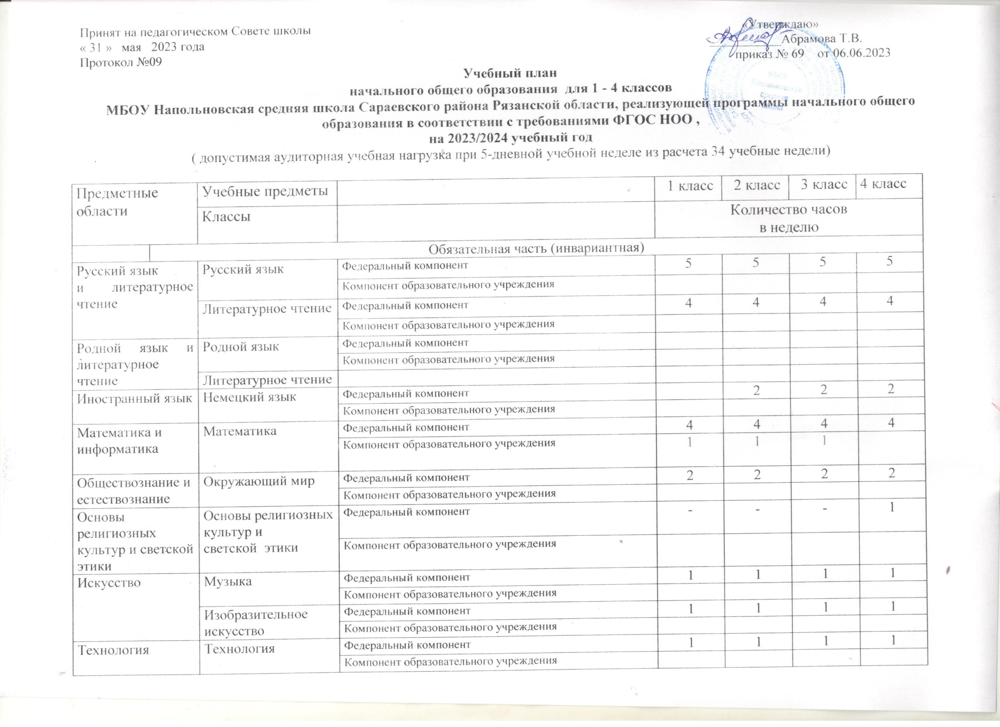 Принят на педагогическом Совете школы
« 31 »   мая   2023 года
Протокол №09
«Утверждаю»
Абрамова Т.В.
приказ № 69    от 06.06.2023
МБОУ
Напольновская
средняя
школа
Учебный план
начального общего образования  для 1 - 4 классов
МБОУ Напольновская средняя школа Сараевского района Рязанской области, реализующей программы начального общего
образования в соответствии с требованиями ФГОС НОО ,
на 2023/2024 учебный год
( допустимая аудиторная учебная нагрузка при 5-дневной учебной неделе из расчета 34 учебные недели)
Предметные
области
Учебные предметы
1 класс 2 класс 3 класс 4 класс
Классы
Количество часов
в неделю
Обязательная часть (инвариантная)
Русский язык
и литературное
чтение
Русский язык
Федеральный компонент 5 5 5 5
Компонент образовательного учреждения
Литературное чтение
Федеральный компонент 4 4 4 4
Компонент образовательного учреждения
Родной язык и
литературное
чтение
Родной язык
Федеральный компонент
Компонент образовательного учреждения
Литературное чтение
Иностранный язык
Немецкий язык
Федеральный компонент 2 2 2
Компонент образовательного учреждения
Математика и
информатика
Математика
Федеральный компонент 4 4 4 4
Компонент образовательного учреждения 1 1 1
Обществознание и
естествознание
Окружающий мир
Федеральный компонент 2 2 2 2
Компонент образовательного учреждения
Основы
религиозных
культур и светской
этики
Основы религиозных
культур и
светской  этики
Федеральный компонент - - - 1
Компонент образовательного учреждения
Искусство
Музыка
Федеральный компонент 1 1 1 1
Компонент образовательного учреждения
Изобразительное
искусство
Федеральный компонент 1 1 1 1
Компонент образовательного учреждения
Технология
Технология
Федеральный компонент 1 1 1 1
Компонент образовательного учреждения